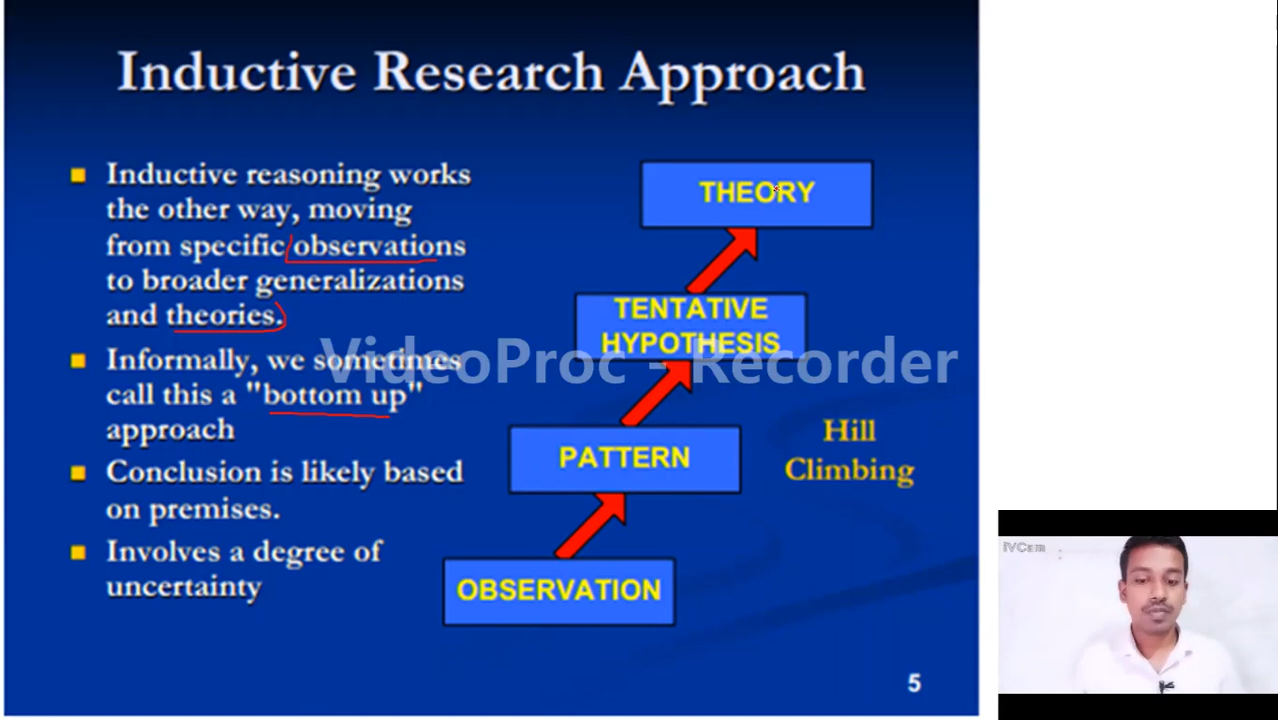 Inductive Research Approach
Inductive reasoning works
the other way, moving
from specific observations
to broader generalizations
and theories.
Informally, we sometimes
call this a "bottom up"
approach
Conclusion is likely based
on premises.
Involves a degree of
uncertainty
THEORY
TENTATIVE
HYPOTHESIS
PATTERN
OBSERVATION
Hill
Climbing
5
VideoProc - Recorder
iVCam